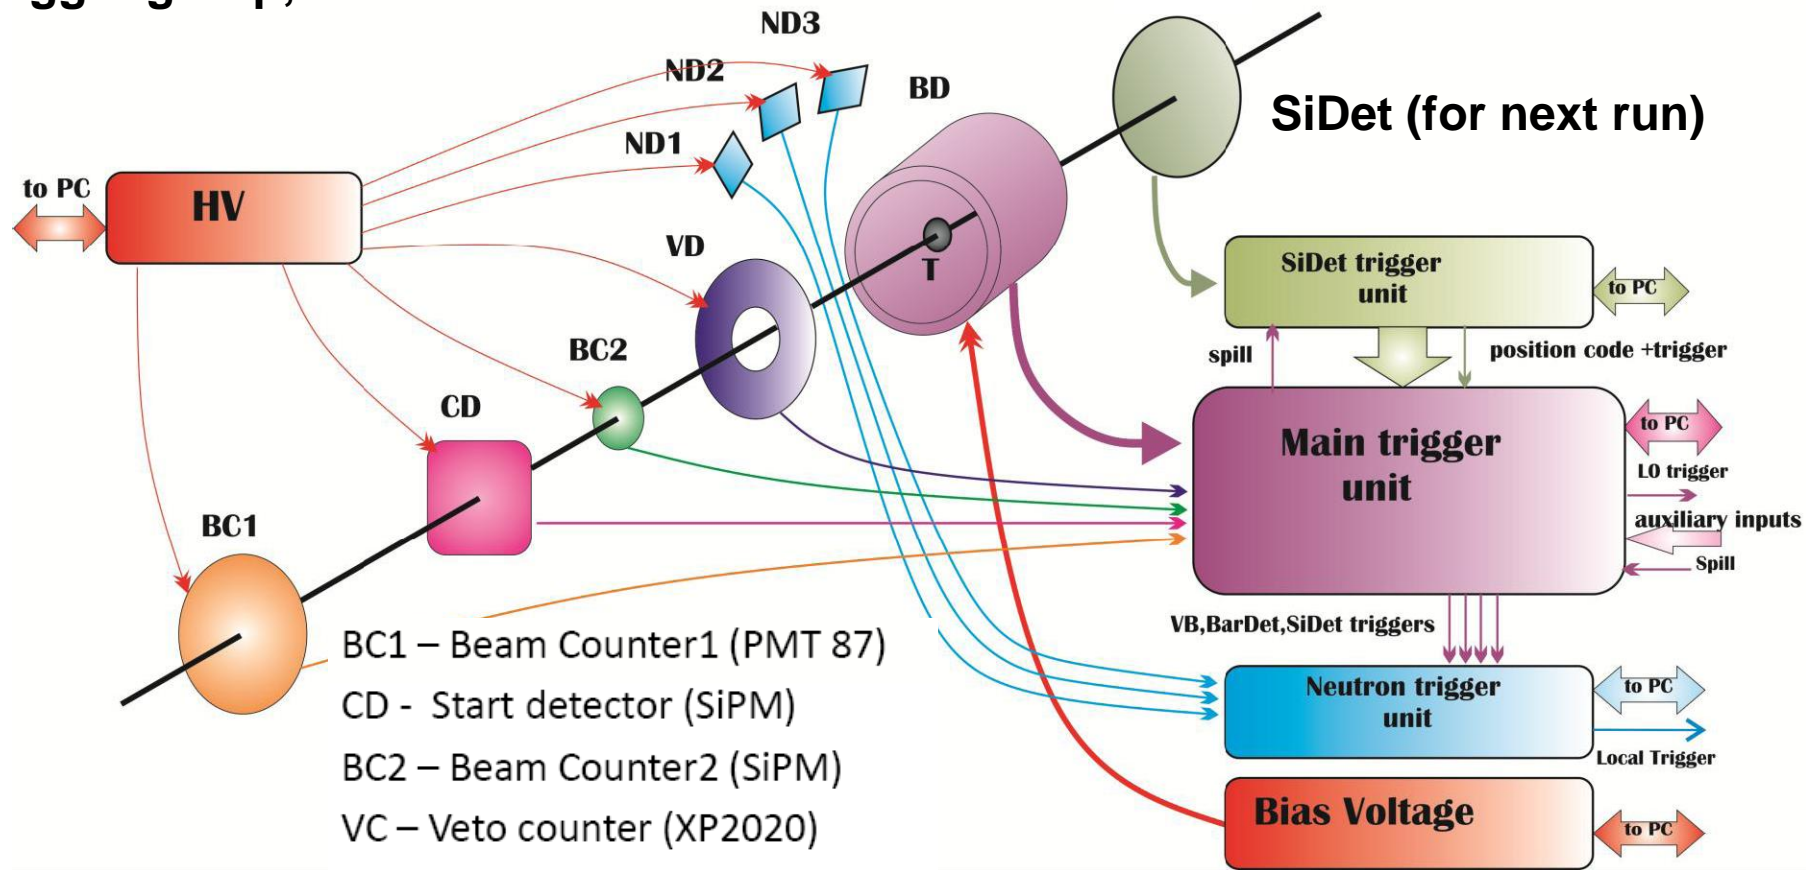 ND3
ND2
BD
SiDet (for next run)
ND1
to PC
HV
VD
T
SiDet trigger
unit
to PC
BC2
spill
position code +trigger
CD
to PC
Main trigger
unit
LO trigger
BC1
auxiliary inputs
Spill
VB,BarDet,SiDet triggers
BC1 – Beam Counter1 (PMT 87)
CD - Start detector (SiPM)
BC2 – Beam Counter2 (SiPM)
VC – Veto counter (XP2020)
Neutron trigger
unit
to PC
Local Trigger
Bias Voltage
to PC